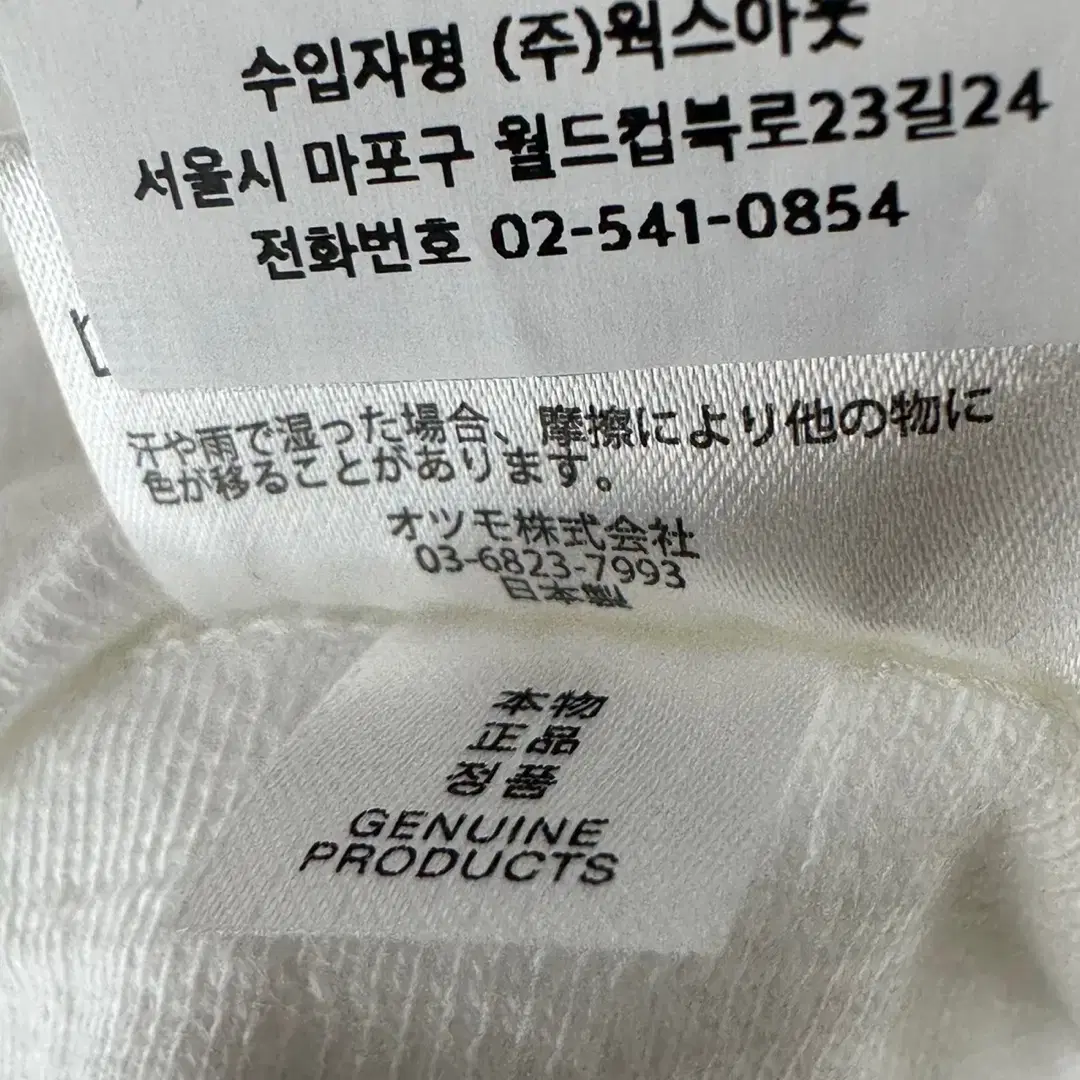 수입자명 (주)웍스아웃
서울시 마포구 월드컵북로23길24
전화번호 02-541-0854
汗や雨で湿った場合、摩擦により他の物に
色が移ることがあります。
オツモ株式会社
03-6823-7993
日本製
本物
正品
정품
GENUINE
PRODUCTS